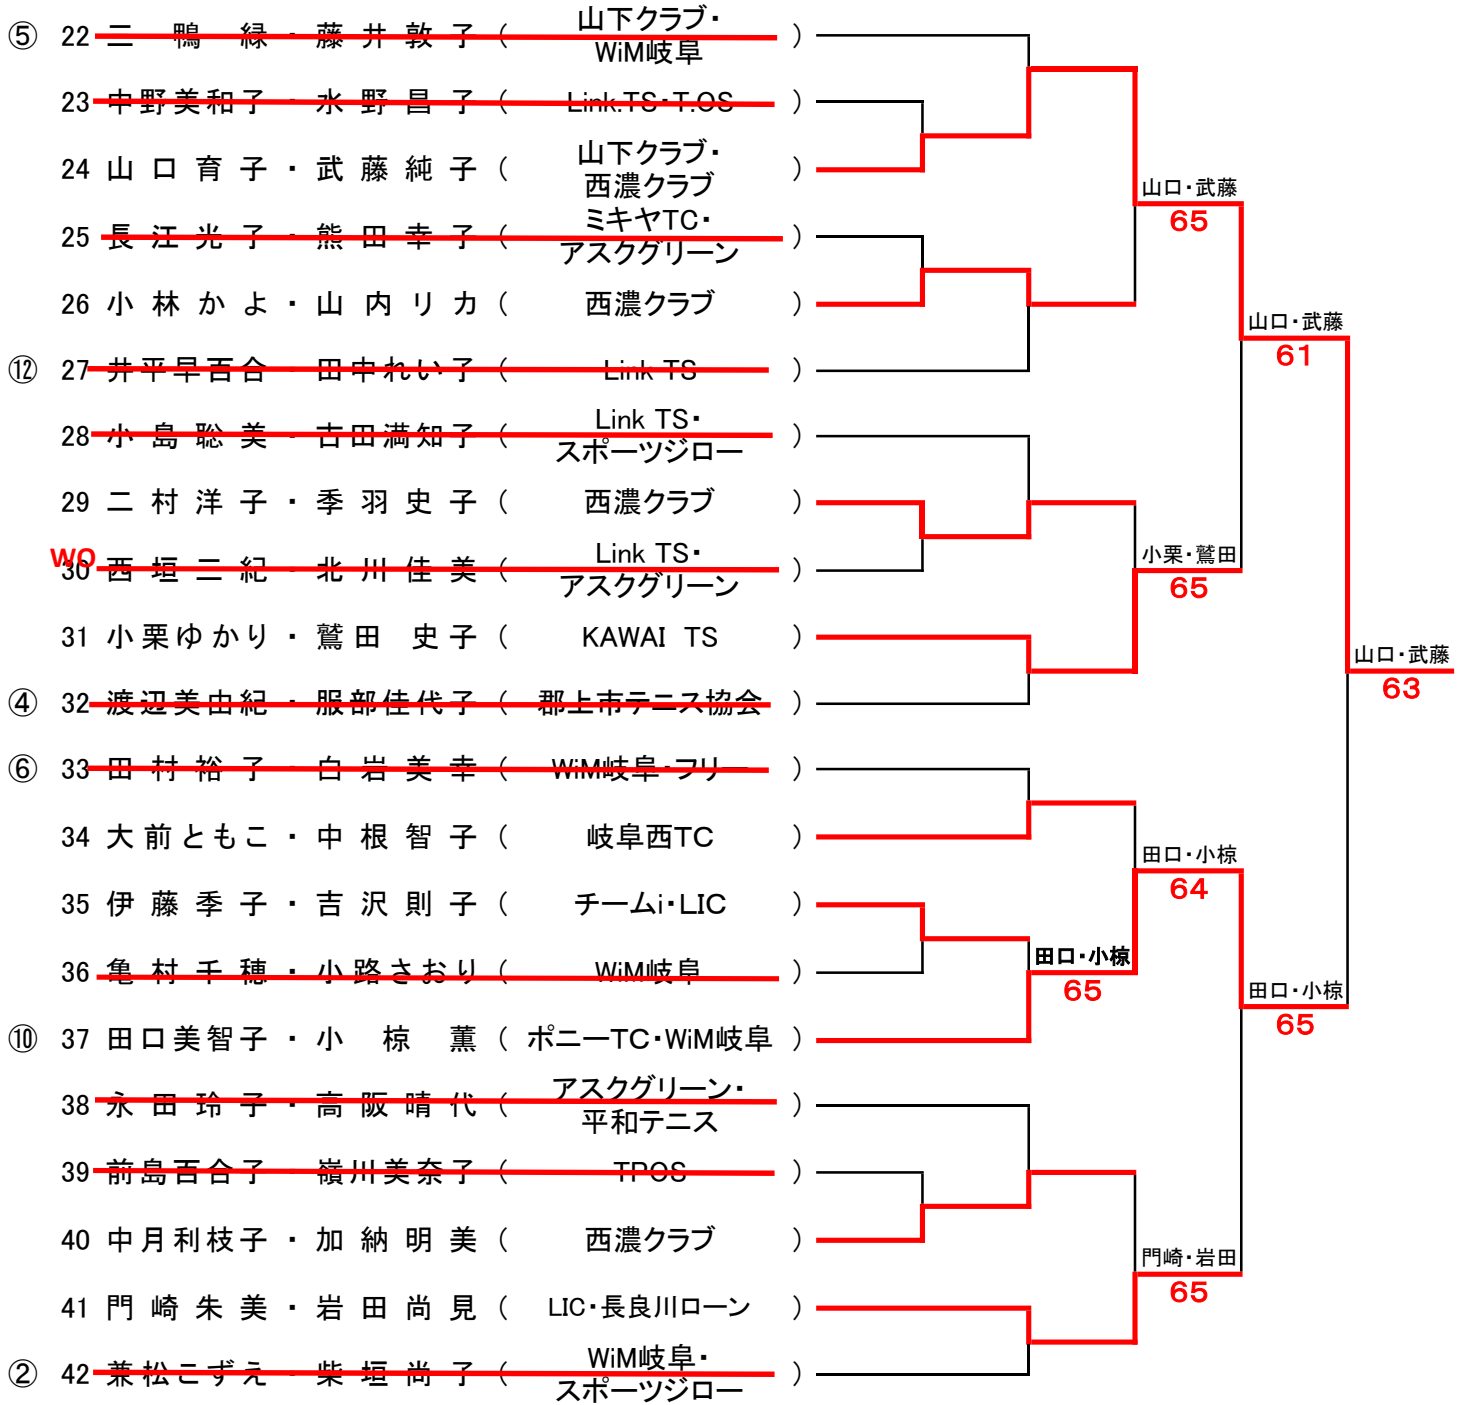 ⑤ 22 三 鴨 緑 ・ 藤 井 敦 子 ( 山下クラブ・
WiM岐阜 )
23 中野美和子 ・ 水 野 昌 子 ( Link.TS・T.OS )
24 山 口 育 子 ・ 武 藤 純 子 ( 山下クラブ・
西濃クラブ )
山口・武藤
65
25 長 江 光 子 ・ 熊 田 幸 子 ( ミキヤTC・
アスクグリーン )
26 小 林 か よ ・ 山 内 リ カ ( 西濃クラブ )
山口・武藤
61
⑫ 27 井平早百合 ・ 田中れい子 ( Link TS )
28 小 島 聡 美 ・ 吉田満知子 ( Link TS・
スポーツジロー )
29 二 村 洋 子 ・ 季 羽 史 子 ( 西濃クラブ )
WO
30 西 垣 二 紀 ・ 北 川 佳 美 ( Link TS・
アスクグリーン )
小栗・鷲田
65
31 小栗ゆかり ・ 鷲 田 史 子 ( KAWAI TS )
山口・武藤
63
④ 32 渡辺美由紀 ・ 服部佳代子 ( 郡上市テニス協会 )
⑥ 33 田 村 裕 子 ・ 白 岩 美 幸 ( WiM岐阜・フリー )
34 大前ともこ ・ 中 根 智 子 ( 岐阜西TC )
田口・小椋
64
35 伊 藤 季 子 ・ 吉 沢 則 子 ( チームi・LIC )
36 亀 村 千 穂 ・ 小路さおり ( WiM岐阜 )
田口・小椋
65
田口・小椋
65
⑩ 37 田口美智子 ・ 小 椋 薫 ( ポニーTC・WiM岐阜 )
38 永 田 玲 子 ・ 高 阪 晴 代 ( アスクグリーン・
平和テニス )
39 前島百合子 ・ 嶺川美奈子 ( TPOS )
40 中月利枝子 ・ 加 納 明 美 ( 西濃クラブ )
門崎・岩田
65
41 門 崎 朱 美 ・ 岩 田 尚 見 ( LIC・長良川ローン )
② 42 兼松こずえ ・ 柴 垣 尚 子 ( WiM岐阜・
スポーツジロー )